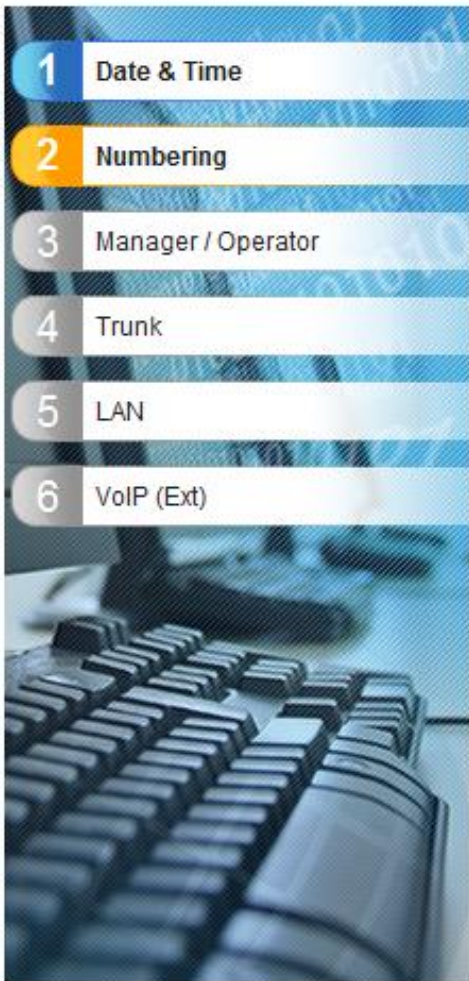 1 Date & Time
2 Numbering
3 Manager / Operator
4 Trunk
5 LAN
6 VoIP (Ext)